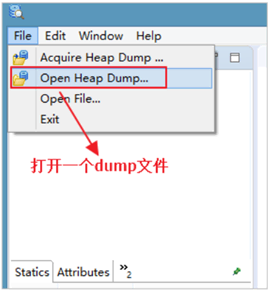 File Edit Window Help
Acquire Heap Dump ...
Open Heap Dump...
Open File...
Exit
打开一个dump文件
Statics Attributes »2